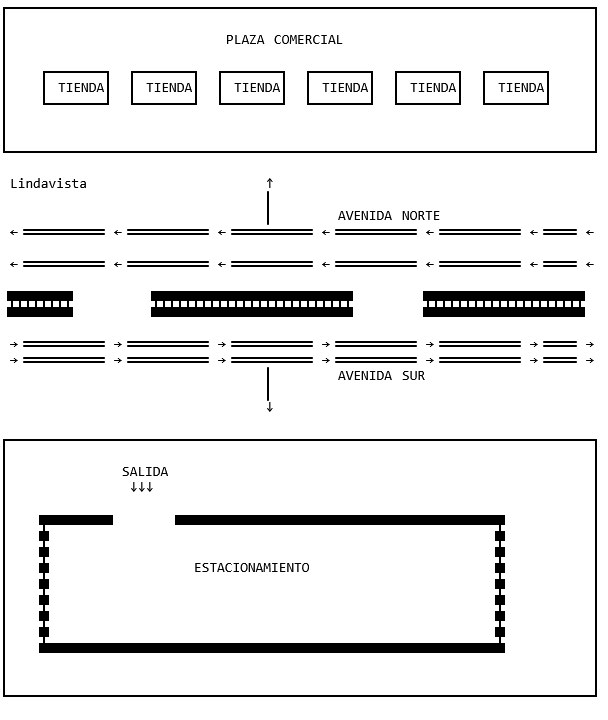 PLAZA COMERCIAL
TIENDA TIENDA TIENDA TIENDA TIENDA TIENDA
Lindavista ↑
AVENIDA NORTE
← ← ← ← ← ←
← ← ← ← ← ←
→ → → → → → →
→ → → → → → →
AVENIDA SUR
↓
SALIDA
↓↓↓
ESTACIONAMIENTO